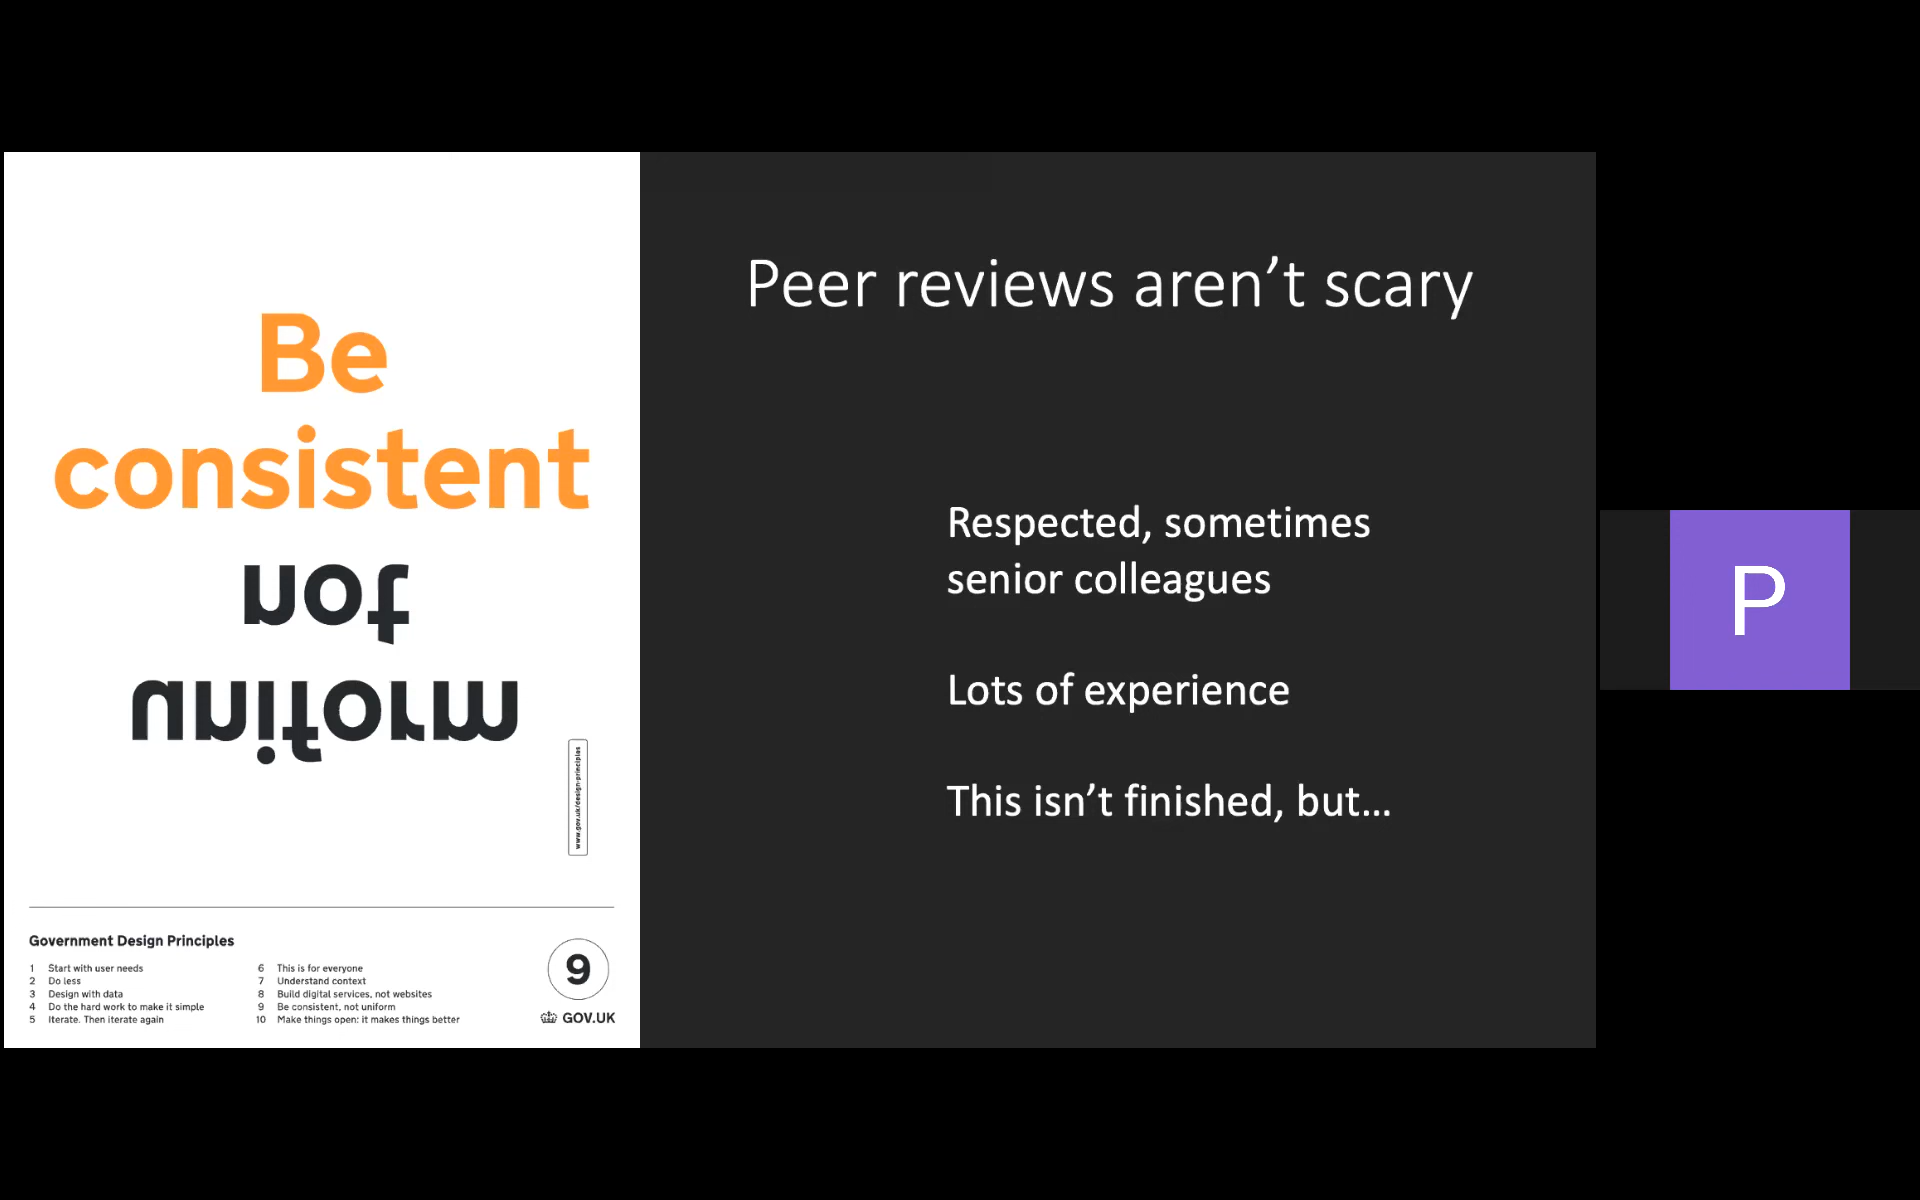 Be
consistent
not
uniform
www.gov.uk/design-principles
Government Design Principles
1 Start with user needs
2 Do less
3 Design with data
4 Do the hard work to make it simple
5 Iterate. Then iterate again
6 This is for everyone
7 Understand context
8 Build digital services, not websites
9 Be consistent, not uniform
10 Make things open: it makes things better
9
GOV.UK
Peer reviews aren’t scary
Respected, sometimes
senior colleagues
Lots of experience
This isn’t finished, but...
P